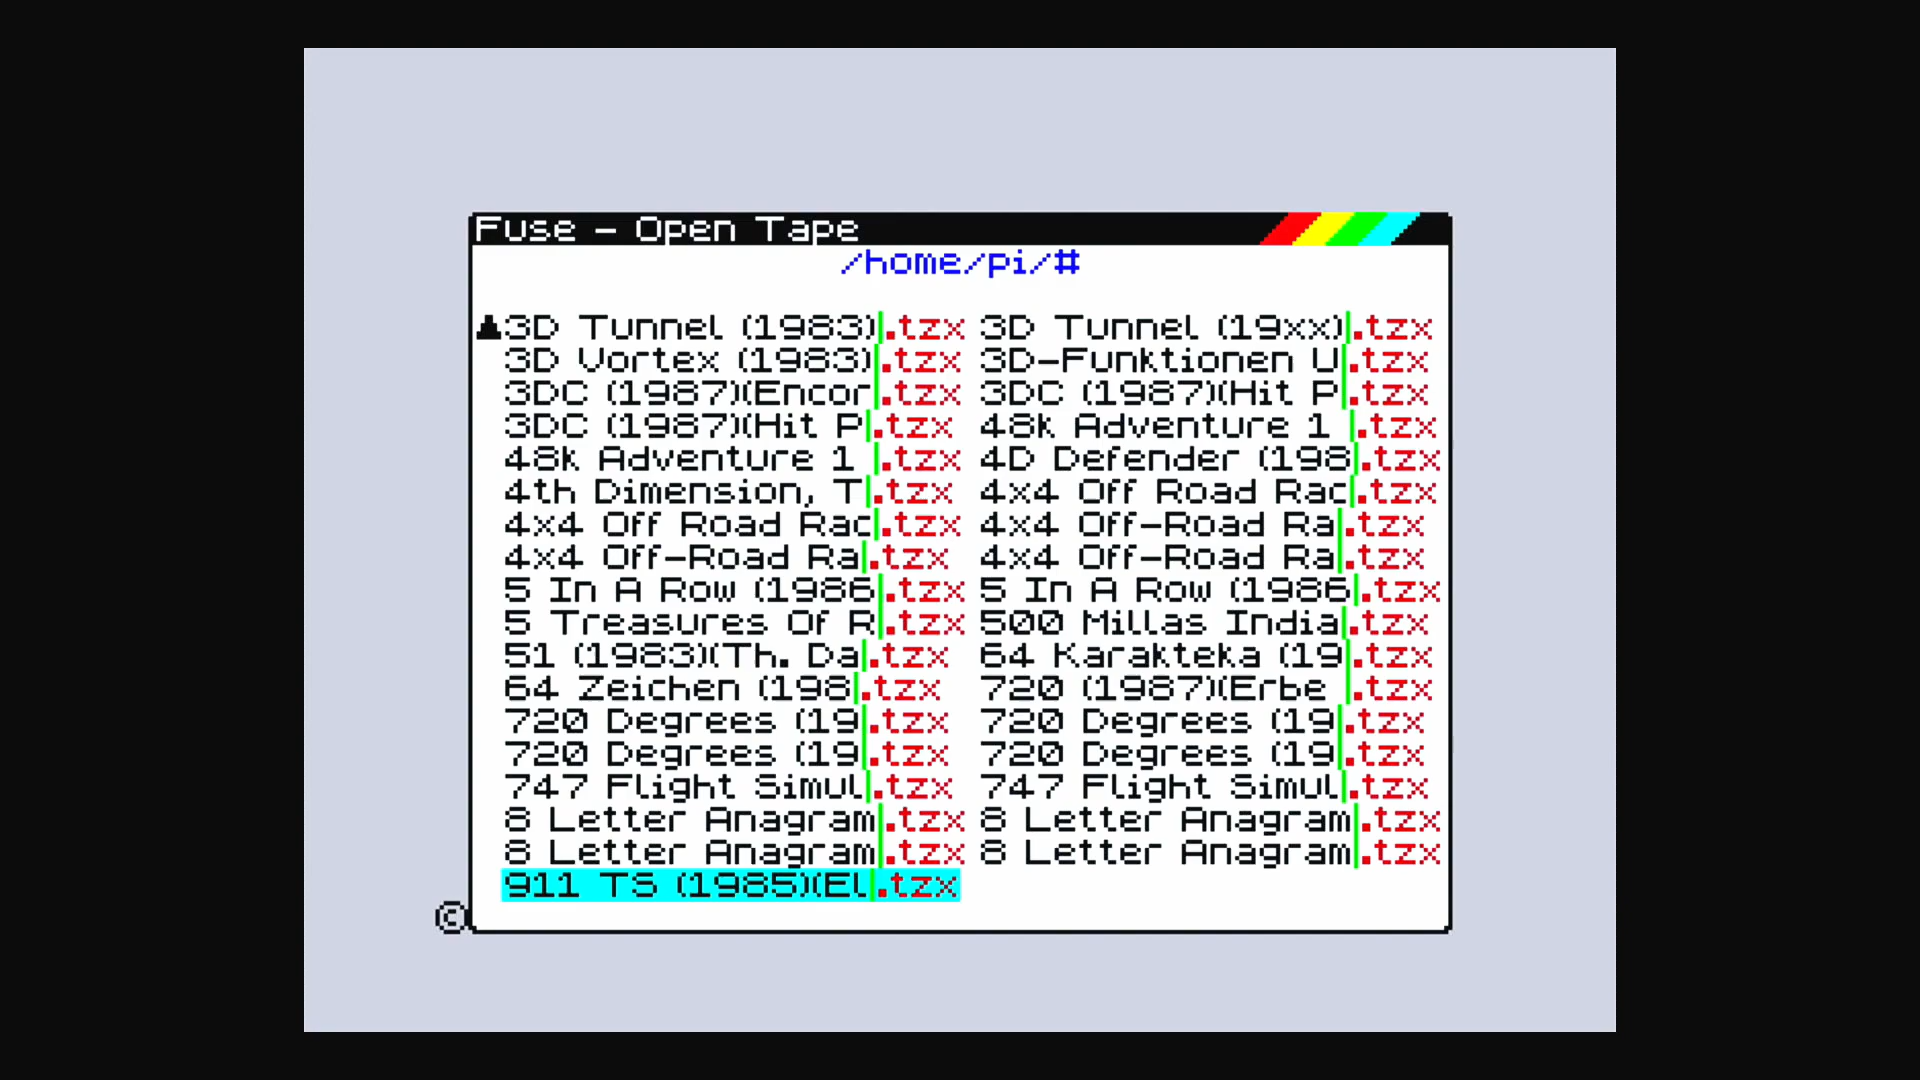 Fuse - Open Tape
/home/pi/#
3D Tunnel (1983)|.tzx 3D Tunnel (19xx)|.tzx
3D Vortex (1983)|.tzx 3D-Funktionen U|.tzx
3DC (1987)(Encor|.tzx 3DC (1987)(Hit P|.tzx
3DC (1987)(Hit P|.tzx 48k Adventure 1 |.tzx
48k Adventure 1 |.tzx 4D Defender (198|.tzx
4th Dimension, T|.tzx 4x4 Off Road Rac|.tzx
4x4 Off Road Rac|.tzx 4x4 Off-Road Ra|.tzx
4x4 Off-Road Ra|.tzx 4x4 Off-Road Ra|.tzx
5 In A Row (1986|.tzx 5 In A Row (1986|.tzx
5 Treasures Of R|.tzx 500 Millas India|.tzx
51 (1983)(Th. Da|.tzx 64 Karakteka (19|.tzx
64 Zeichen (198|.tzx 720 (1987)(Erbe |.tzx
720 Degrees (19|.tzx 720 Degrees (19|.tzx
720 Degrees (19|.tzx 720 Degrees (19|.tzx
747 Flight Simul|.tzx 747 Flight Simul|.tzx
8 Letter Anagram|.tzx 8 Letter Anagram|.tzx
8 Letter Anagram|.tzx 8 Letter Anagram|.tzx
911 TS (1985)(El|.tzx
©